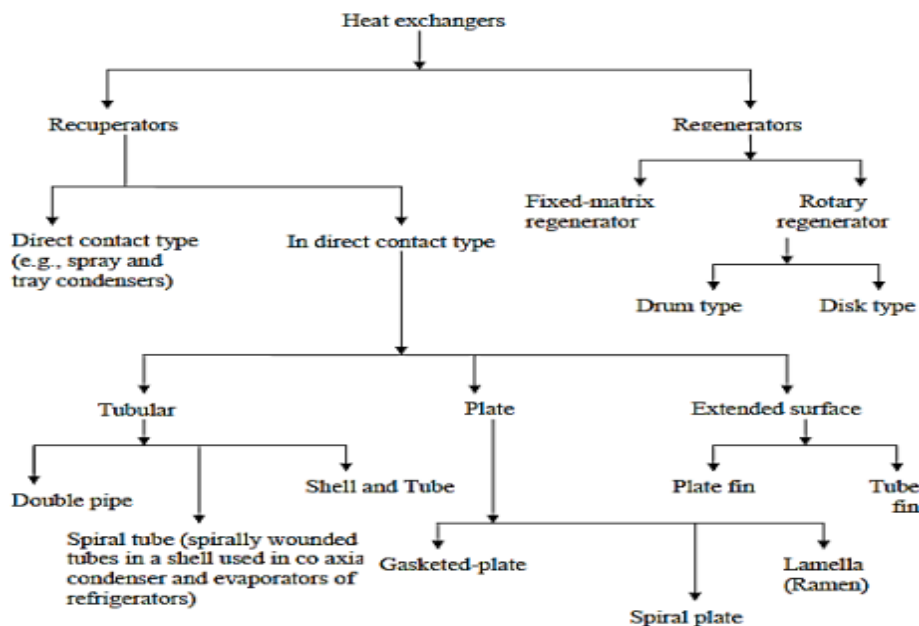 Heat exchangers
Recuperators
Regenerators
Fixed-matrix
regenerator
Rotary
regenerator
Direct contact type
(e.g., spray and
tray condensers)
In direct contact type
Drum type
Disk type
Tubular
Plate
Extended surface
Double pipe
Shell and Tube
Plate fin
Tube
fin
Spiral tube (spirally wounded
tubes in a shell used in co axia
condenser and evaporators of
refrigerators)
Gasketed-plate
Lamella
(Ramen)
Spiral plate